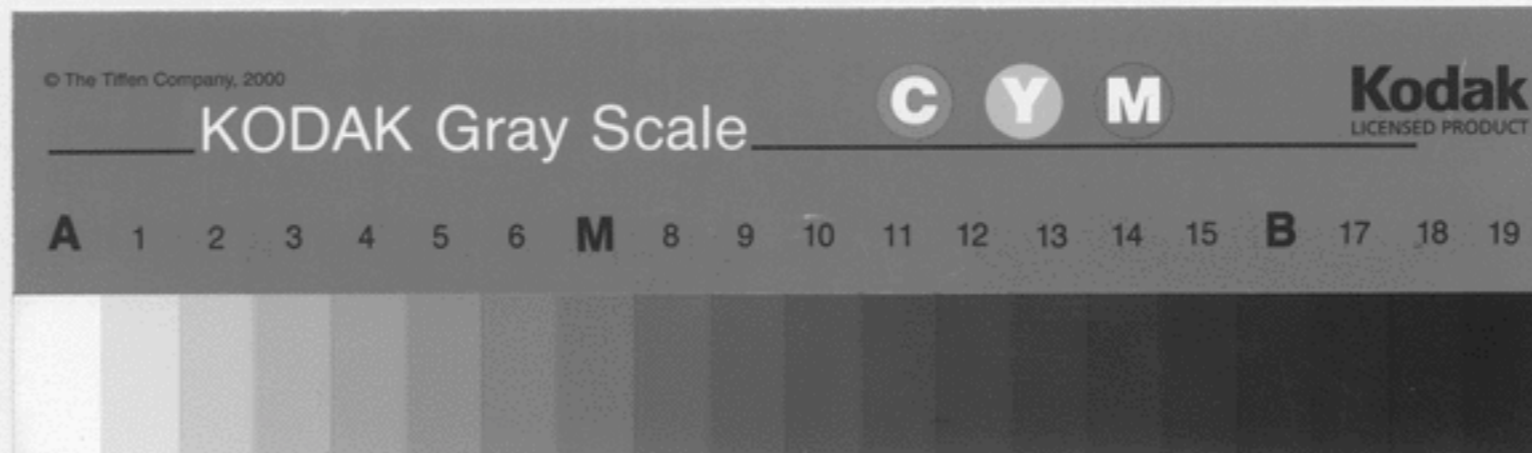 © The Tiffen Company, 2000
KODAK Gray Scale
C Y M
Kodak
LICENSED PRODUCT
A 1 2 3 4 5 6 M 8 9 10 11 12 13 14 15 B 17 18 19